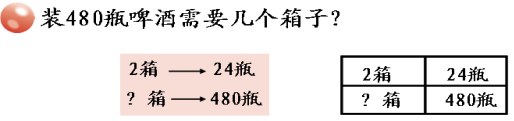 装480瓶啤酒需要几个箱子？
2箱 → 24瓶
？箱 → 480瓶
2箱 24瓶
？箱 480瓶